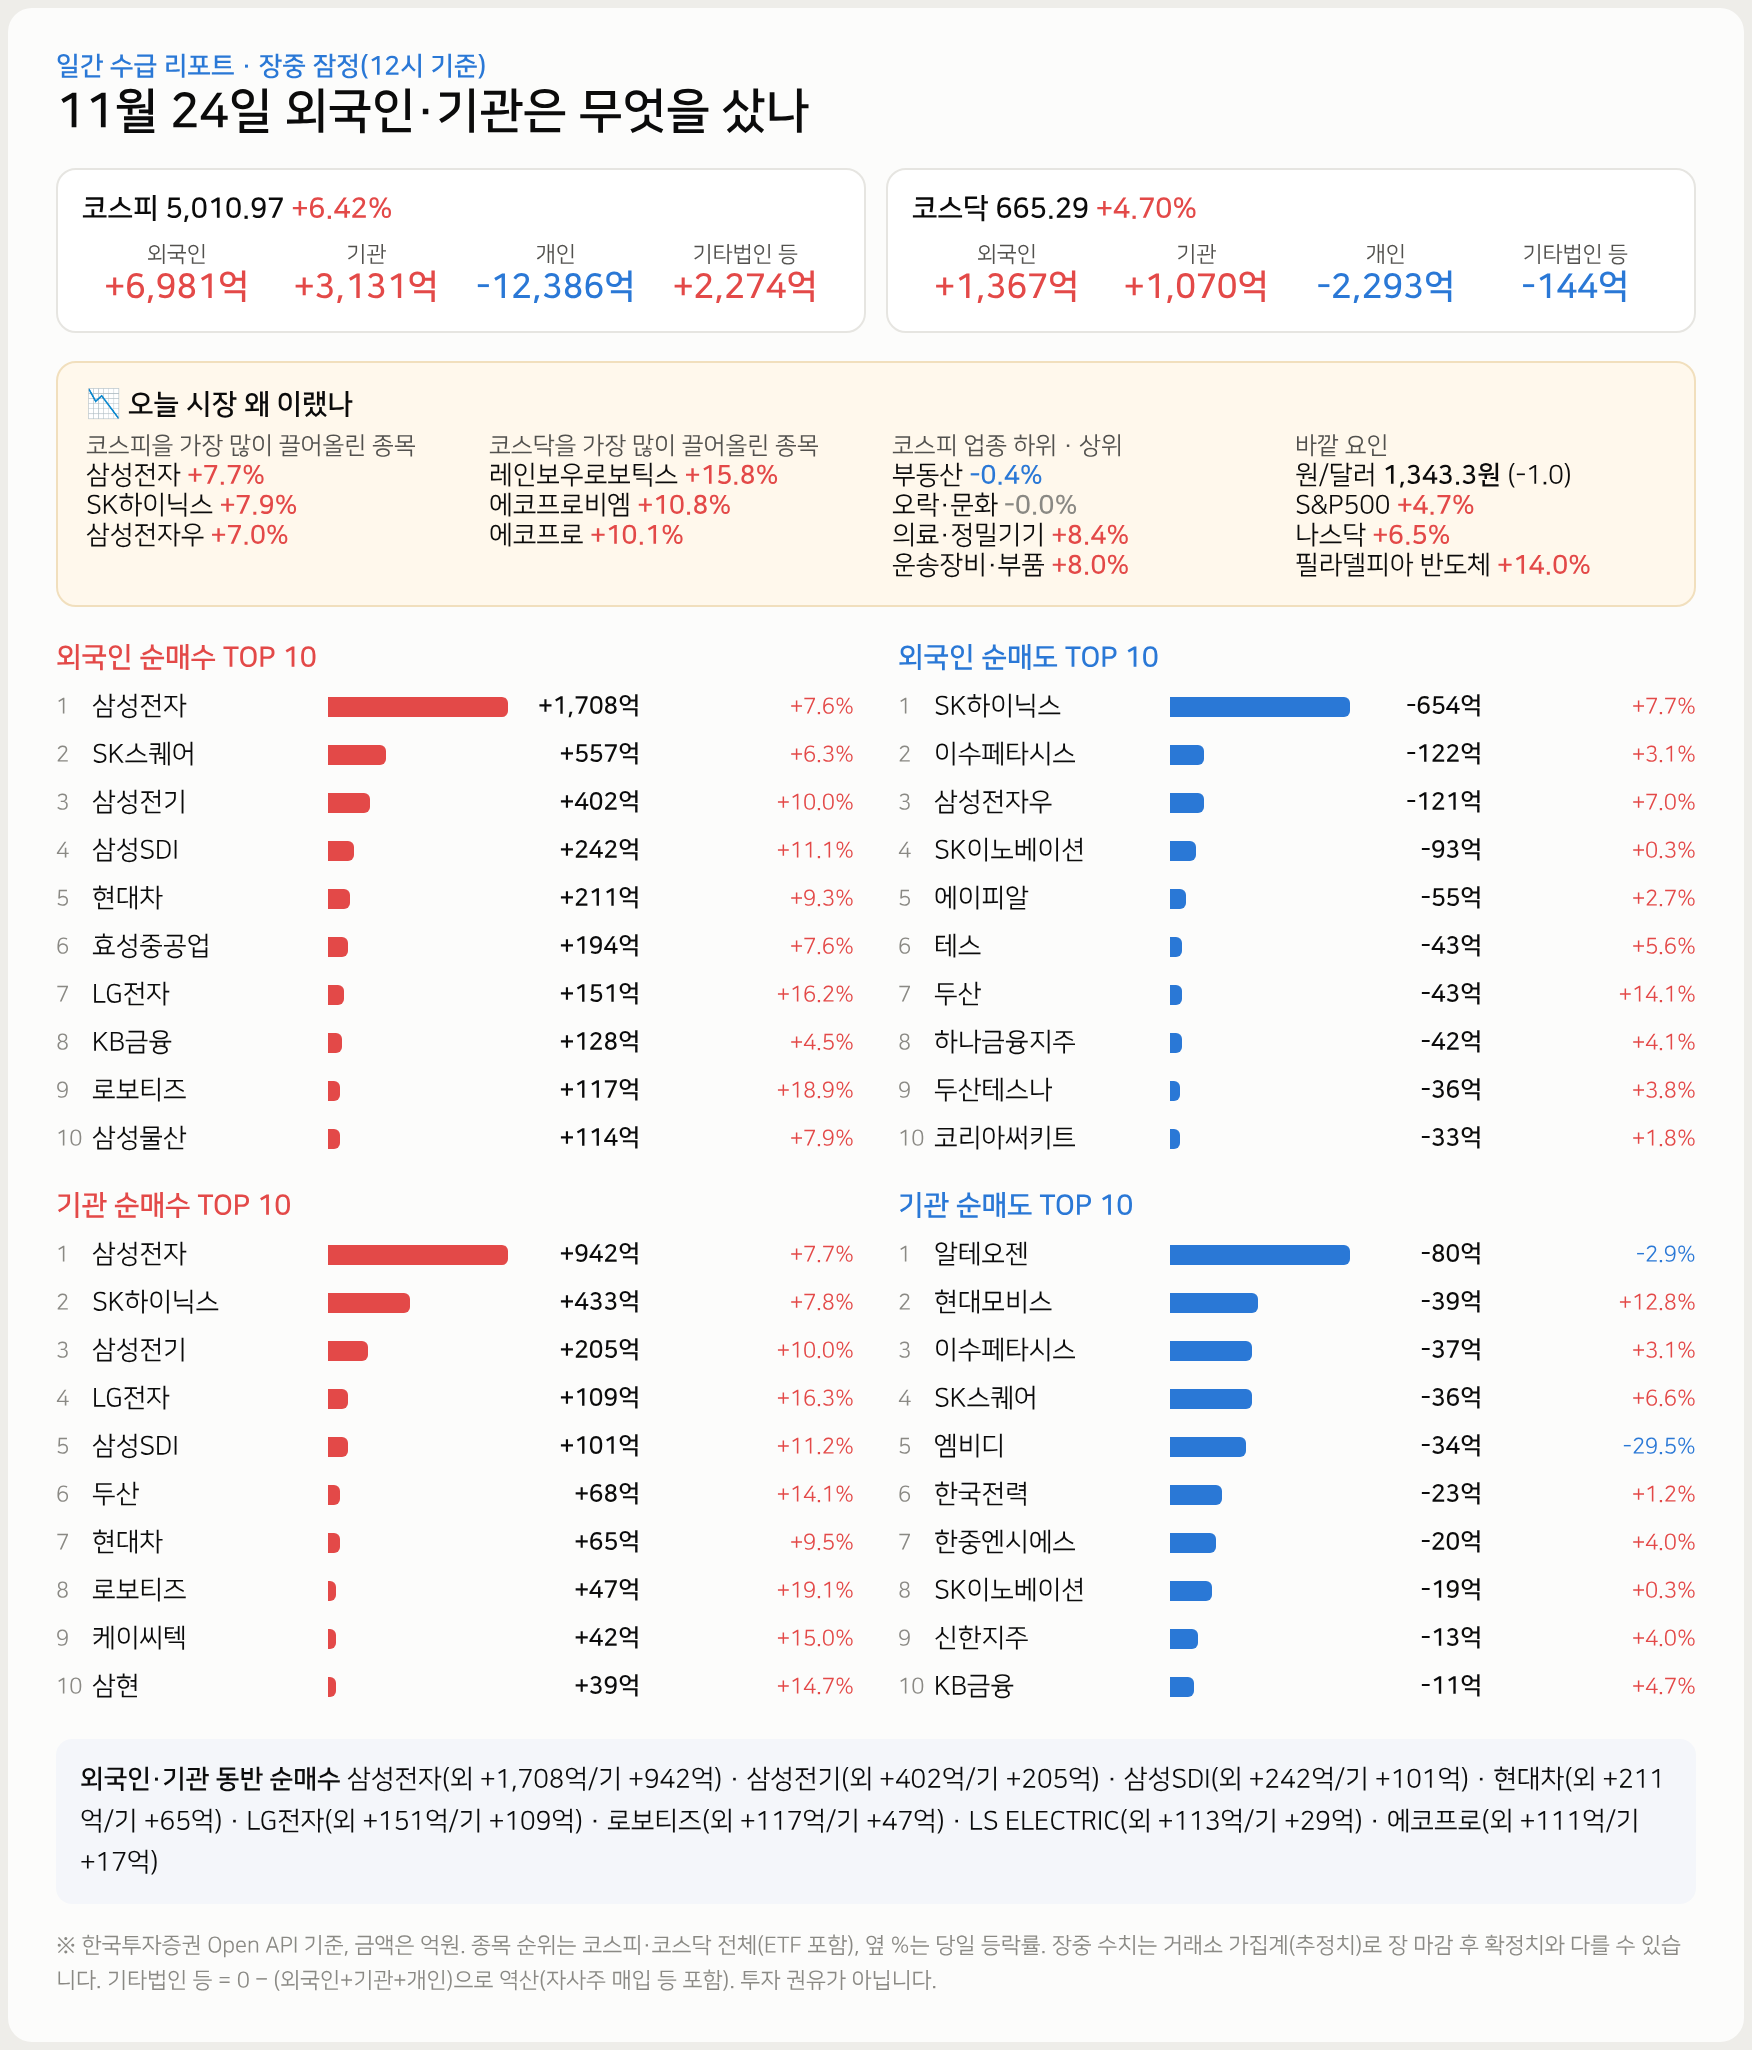 일간 수급 리포트 · 장중 잠정(12시 기준)
11월 24일 외국인·기관은 무엇을 샀나
코스피 5,010.97 +6.42%
외국인 기관 개인 기타법인 등
+6,981억 +3,131억 -12,386억 +2,274억
코스닥 665.29 +4.70%
외국인 기관 개인 기타법인 등
+1,367억 +1,070억 -2,293억 -144억
오늘 시장 왜 이랬나
코스피을 가장 많이 끌어올린 종목
삼성전자 +7.7%
SK하이닉스 +7.9%
삼성전자우 +7.0%
코스닥을 가장 많이 끌어올린 종목
레인보우로보틱스 +15.8%
에코프로비엠 +10.8%
에코프로 +10.1%
코스피 업종 하위 · 상위
부동산 -0.4%
오락·문화 -0.0%
의료·정밀기기 +8.4%
운송장비·부품 +8.0%
바깥 요인
원/달러 1,343.3원 (-1.0)
S&P500 +4.7%
나스닥 +6.5%
필라델피아 반도체 +14.0%
외국인 순매수 TOP 10
1 삼성전자 +1,708억 +7.6%
2 SK스퀘어 +557억 +6.3%
3 삼성전기 +402억 +10.0%
4 삼성SDI +242억 +11.1%
5 현대차 +211억 +9.3%
6 효성중공업 +194억 +7.6%
7 LG전자 +151억 +16.2%
8 KB금융 +128억 +4.5%
9 로보티즈 +117억 +18.9%
10 삼성물산 +114억 +7.9%
외국인 순매도 TOP 10
1 SK하이닉스 -654억 +7.7%
2 이수페타시스 -122억 +3.1%
3 삼성전자우 -121억 +7.0%
4 SK이노베이션 -93억 +0.3%
5 에이피알 -55억 +2.7%
6 테스 -43억 +5.6%
7 두산 -43억 +14.1%
8 하나금융지주 -42억 +4.1%
9 두산테스나 -36억 +3.8%
10 코리아써키트 -33억 +1.8%
기관 순매수 TOP 10
1 삼성전자 +942억 +7.7%
2 SK하이닉스 +433억 +7.8%
3 삼성전기 +205억 +10.0%
4 LG전자 +109억 +16.3%
5 삼성SDI +101억 +11.2%
6 두산 +68억 +14.1%
7 현대차 +65억 +9.5%
8 로보티즈 +47억 +19.1%
9 케이씨텍 +42억 +15.0%
10 삼현 +39억 +14.7%
기관 순매도 TOP 10
1 알테오젠 -80억 -2.9%
2 현대모비스 -39억 +12.8%
3 이수페타시스 -37억 +3.1%
4 SK스퀘어 -36억 +6.6%
5 엠비디 -34억 -29.5%
6 한국전력 -23억 +1.2%
7 한중엔시에스 -20억 +4.0%
8 SK이노베이션 -19억 +0.3%
9 신한지주 -13억 +4.0%
10 KB금융 -11억 +4.7%
외국인·기관 동반 순매수 삼성전자(외 +1,708억/기 +942억) · 삼성전기(외 +402억/기 +205억) · 삼성SDI(외 +242억/기 +101억) · 현대차(외 +211
억/기 +65억) · LG전자(외 +151억/기 +109억) · 로보티즈(외 +117억/기 +47억) · LS ELECTRIC(외 +113억/기 +29억) · 에코프로(외 +111억/기
+17억)
※ 한국투자증권 Open API 기준, 금액은 억원. 종목 순위는 코스피·코스닥 전체(ETF 포함), 옆 %는 당일 등락률. 장중 수치는 거래소 가집계(추정치)로 장 마감 후 확정치와 다를 수 있습
니다. 기타법인 등 = 0 − (외국인+기관+개인)으로 역산(자사주 매입 등 포함). 투자 권유가 아닙니다.